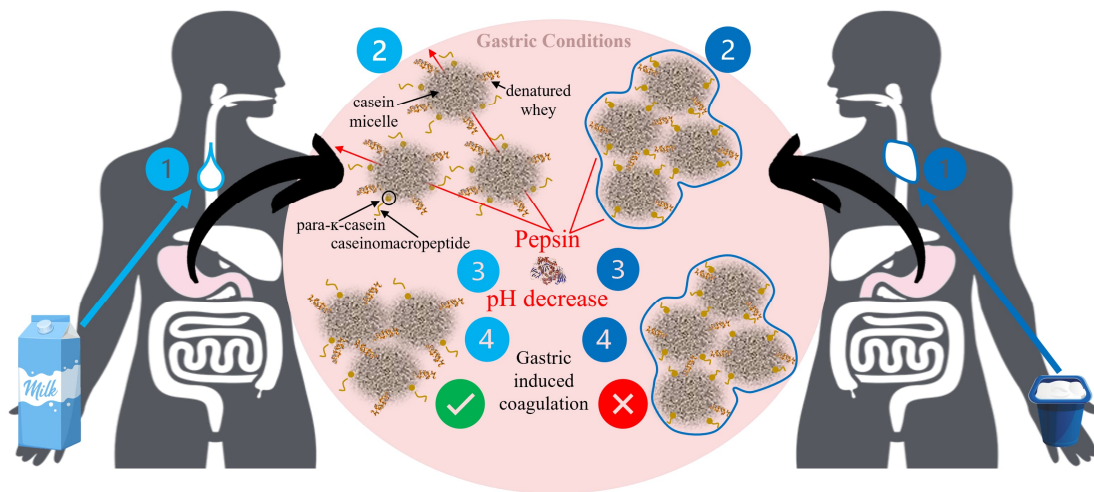 Gastric Conditions
2
2
casein
micelle
denatured
whey
1
1
para-κ-casein
caseinomacropeptide
Pepsin
3
3
pH decrease
4
4
Gastric
induced
coagulation
Milk